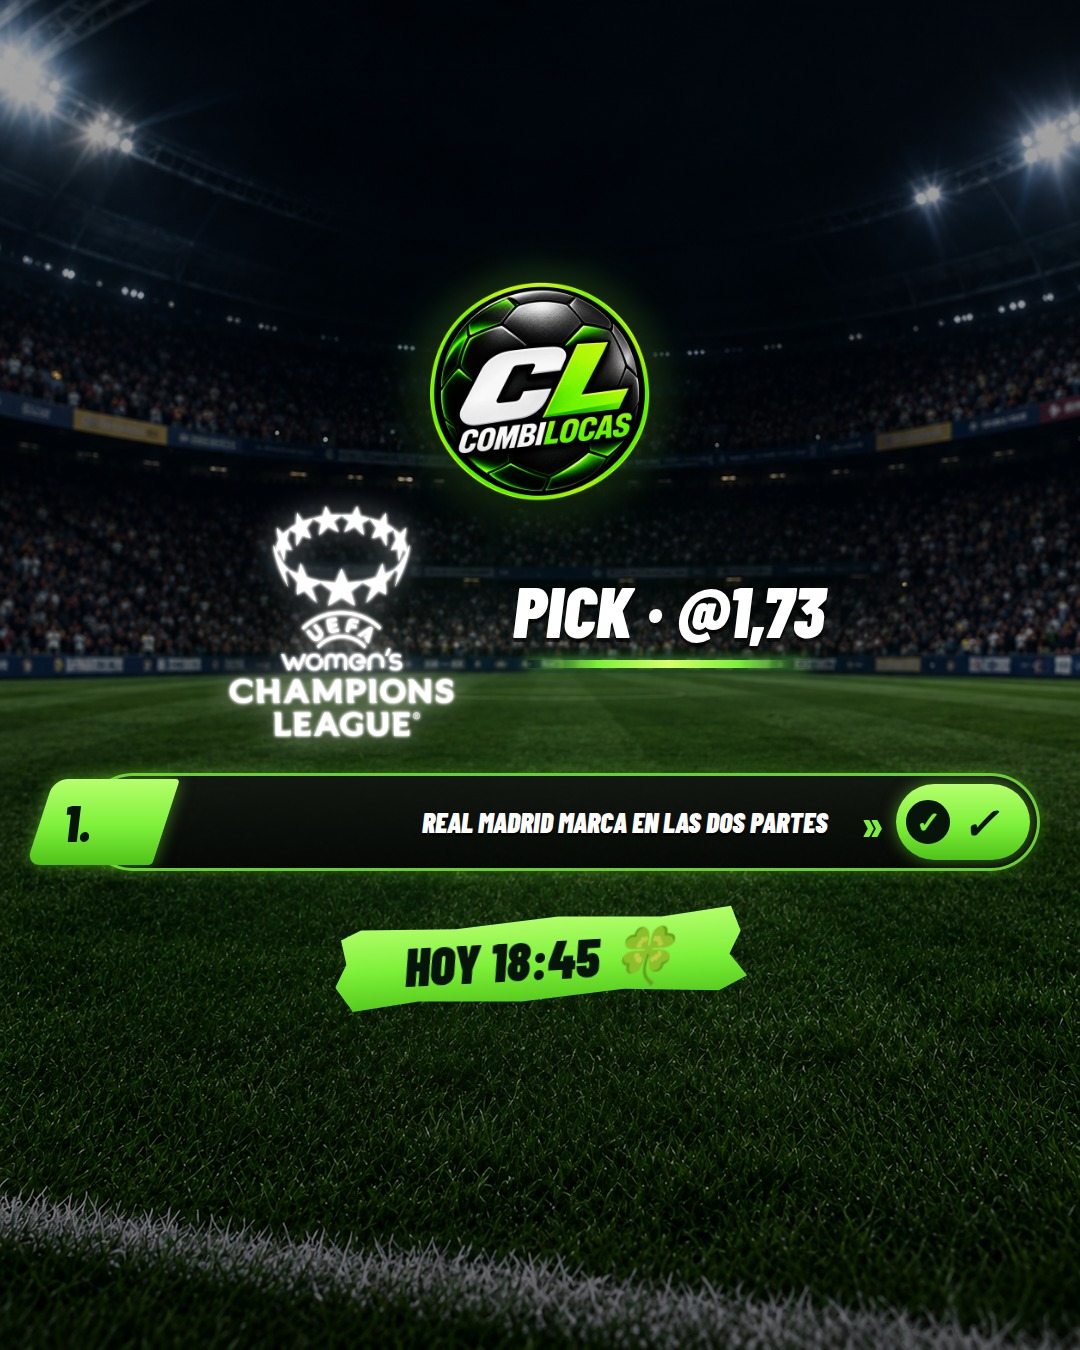 CL
COMBILOCAS
UEFA
women's
CHAMPIONS
LEAGUE®
PICK · @1,73
1.
REAL MADRID MARCA EN LAS DOS PARTES
» ✓ ✓
HOY 18:45 🍀